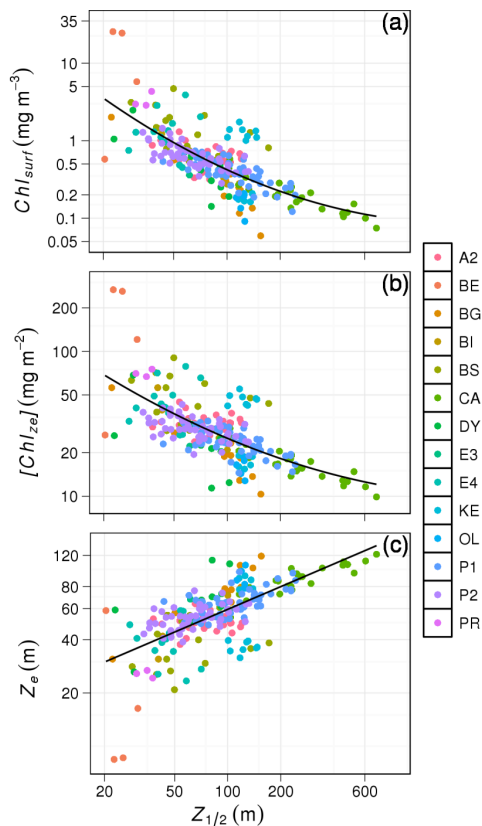 (a)
35
10
5
1
0.5
0.2
0.1
0.05
Chl_surf (mg m⁻³)
(b)
200
100
50
20
10
[Chl_ze] (mg m⁻²)
(c)
120
80
60
40
20
Z_e (m)
20 50 100 200 600
Z_1/2 (m)
A2
BE
BG
BI
BS
CA
DY
E3
E4
KE
OL
P1
P2
PR